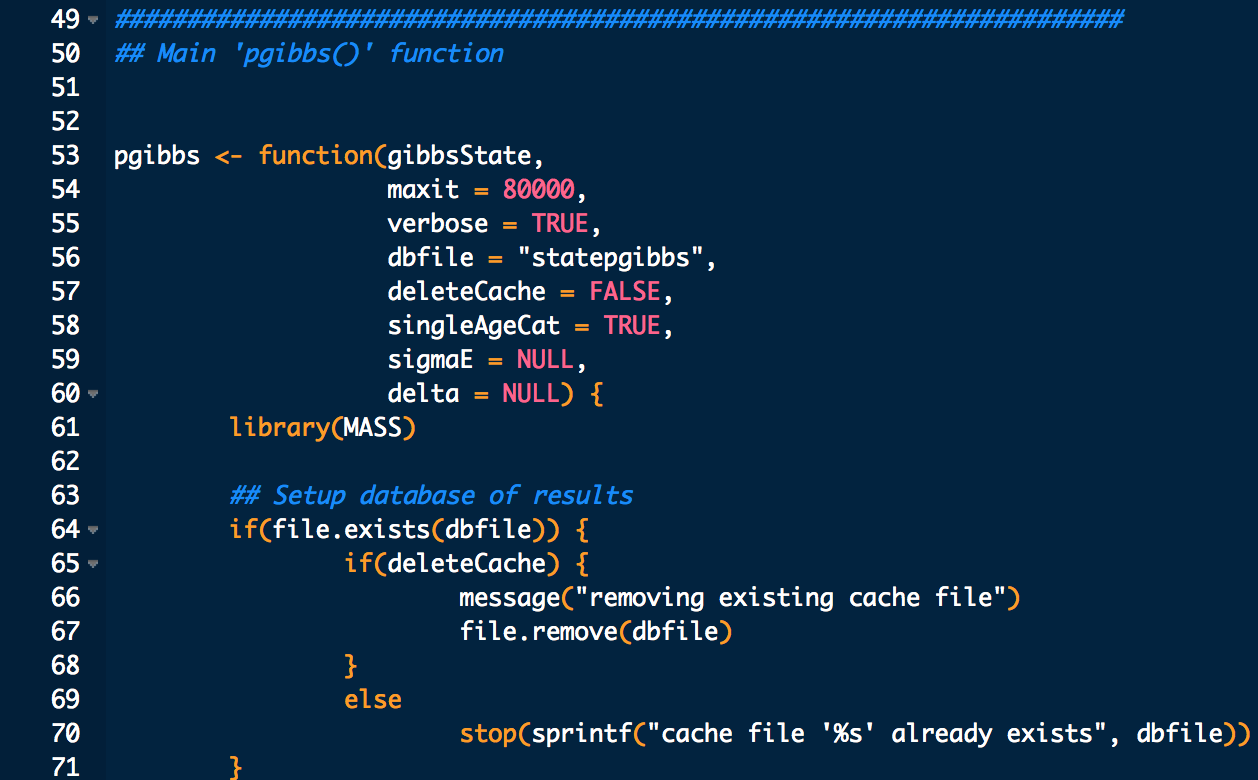 49 ######################################################################
50 ## Main 'pgibbs()' function
51
52
53 pgibbs <- function(gibbsState,
54                    maxit = 80000,
55                    verbose = TRUE,
56                    dbfile = "statepgibbs",
57                    deleteCache = FALSE,
58                    singleAgeCat = TRUE,
59                    sigmaE = NULL,
60                    delta = NULL) {
61         library(MASS)
62
63         ## Setup database of results
64         if(file.exists(dbfile)) {
65                 if(deleteCache) {
66                         message("removing existing cache file")
67                         file.remove(dbfile)
68                 }
69                 else
70                         stop(sprintf("cache file '%s' already exists", dbfile))
71         }